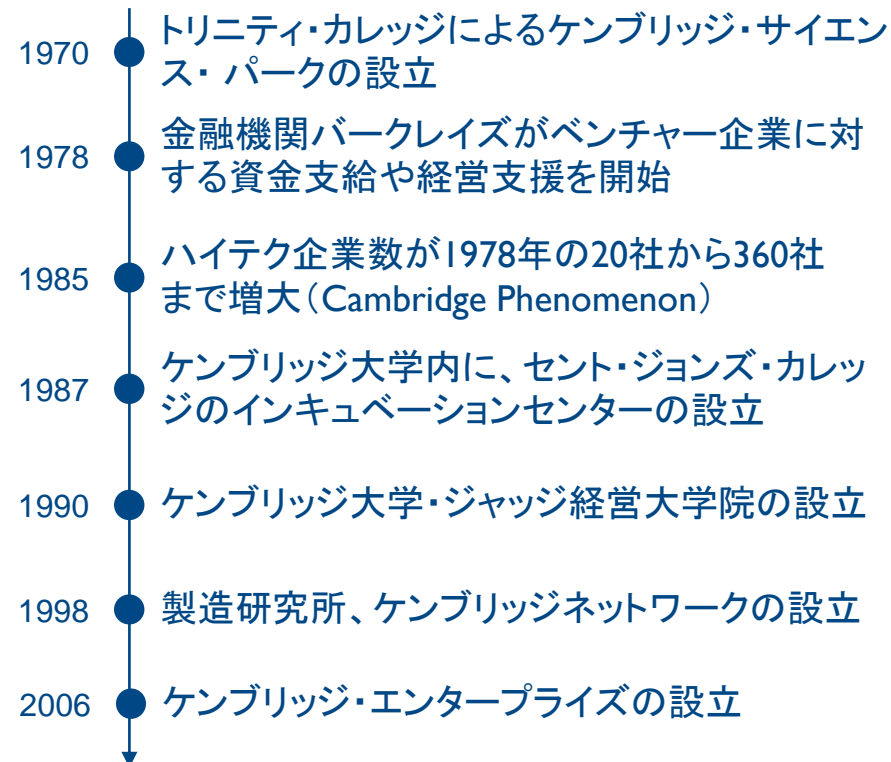 1970 トリニティ・カレッジによるケンブリッジ・サイエン
ス・ パークの設立
1978 金融機関バークレイズがベンチャー企業に対
する資金支給や経営支援を開始
1985 ハイテク企業数が1978年の20社から360社
まで増大（Cambridge Phenomenon）
1987 ケンブリッジ大学内に、セント・ジョンズ・カレッ
ジのインキュベーションセンターの設立
1990 ケンブリッジ大学・ジャッジ経営大学院の設立
1998 製造研究所、ケンブリッジネットワークの設立
2006 ケンブリッジ・エンタープライズの設立